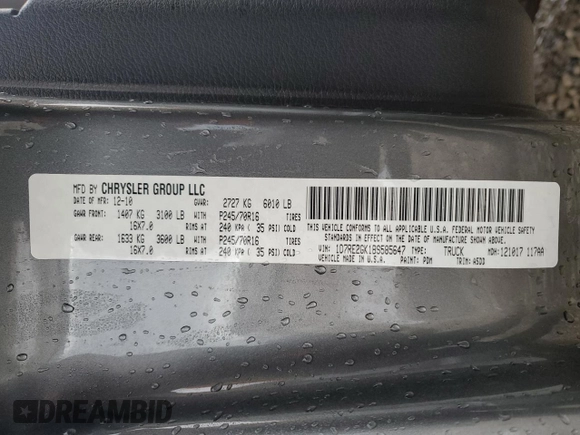 MFD BY CHRYSLER GROUP LLC
DATE OF MFR: 12-10 GVWR: 2727 KG 6010 LB
GAWR FRONT: 1407 KG 3100 LB WITH P245/70R16 TIRES
16X7.0 RIMS AT 240 KPA( 35 PSI) COLD
GAWR REAR: 1633 KG 3600 LB WITH P245/70R16 TIRES
16X7.0 RIMS AT 240 KPA( 35 PSI) COLD
THIS VEHICLE CONFORMS TO ALL APPLICABLE U.S.A. FEDERAL MOTOR VEHICLE
SAFETY STANDARDS IN EFFECT ON THE DATE OF MANUFACTURE SHOWN ABOVE.
VIN: 1D7RE2GK1BS585647 TYPE: TRUCK MDH: 121017 117AA
VEHICLE MADE IN U.S.A. PAINT: PDM TRIM: A5DD
DREAMBID